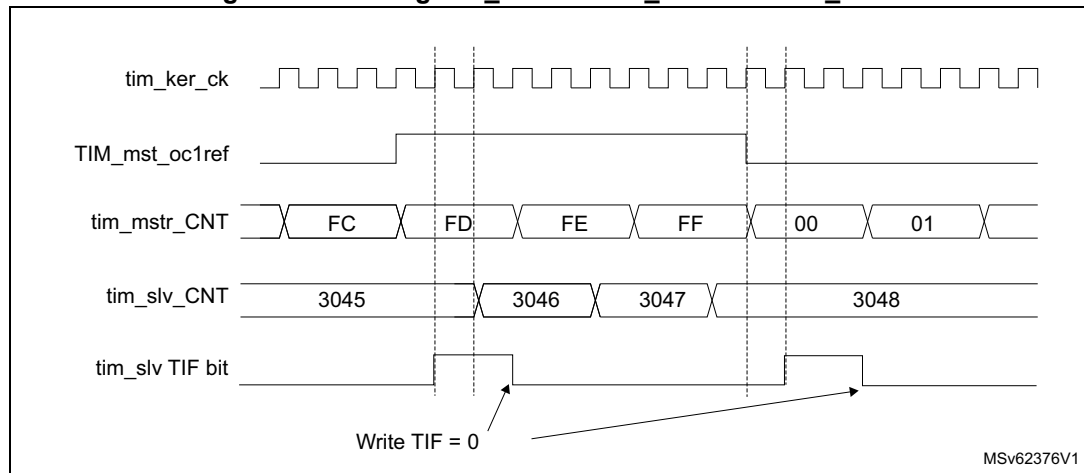 tim_ker_ck
TIM_mst_oc1ref
tim_mstr_CNT FC FD FE FF 00 01
tim_slv_CNT 3045 3046 3047 3048
tim_slv TIF bit
Write TIF = 0
MSv62376V1